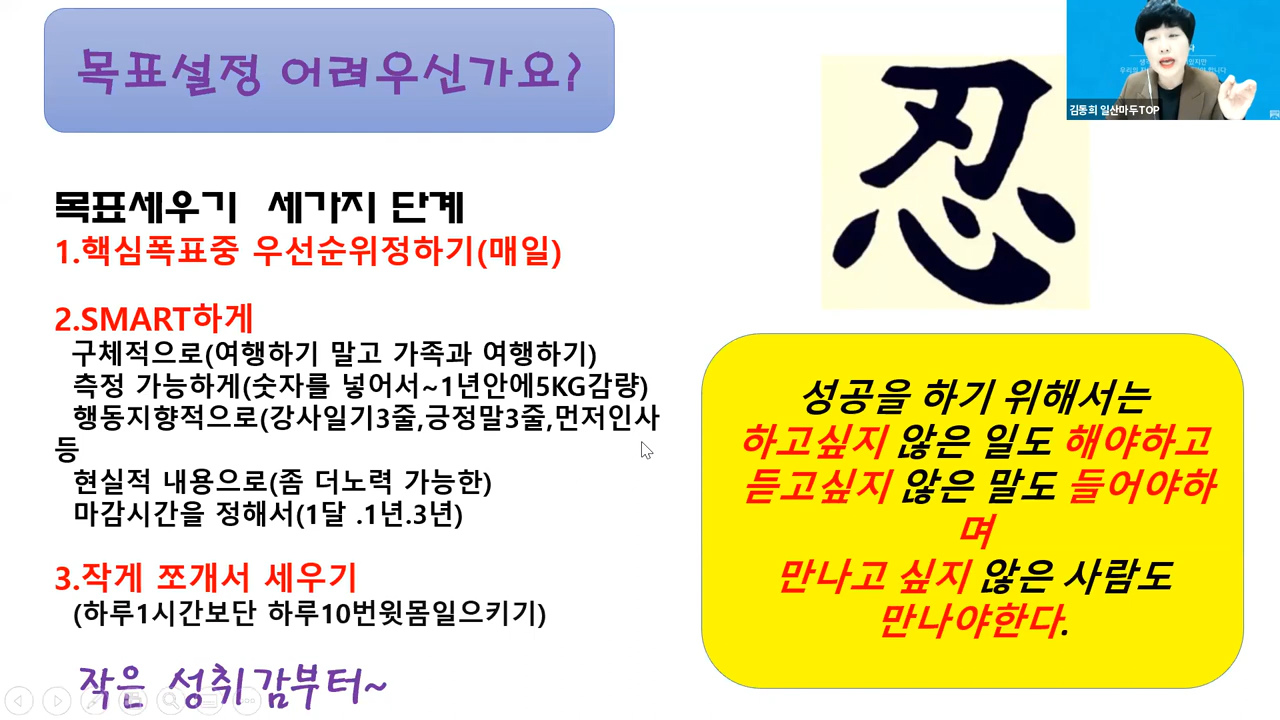 목표설정 어려우신가요?
목표세우기 세가지 단계
1.핵심폭표중 우선순위정하기(매일)
2.SMART하게
구체적으로(여행하기 말고 가족과 여행하기)
측정 가능하게(숫자를 넣어서~1년안에5KG감량)
행동지향적으로(강사일기3줄,긍정말3줄,먼저인사
등
현실적 내용으로(좀 더노력 가능한)
마감시간을 정해서(1달 .1년.3년)
3.작게 쪼개서 세우기
(하루1시간보단 하루10번윗몸일으키기)
작은 성취감부터~
忍
김동희 일산마두TOP
성공을 하기 위해서는
하고싶지 않은 일도 해야하고
듣고싶지 않은 말도 들어야하
며
만나고 싶지 않은 사람도
만나야한다.